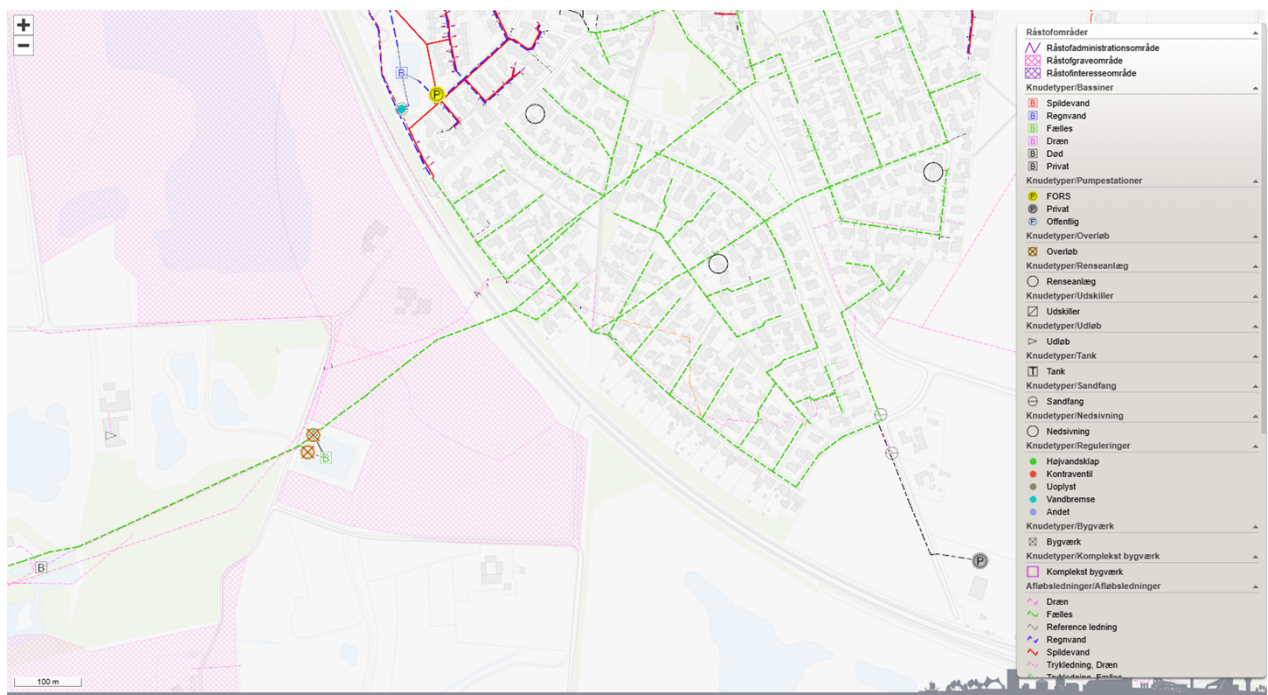 +
−
B
P
B
B
P
A
100 m
Råstofområder
Råstofadministrationsområde
Råstofgraveområde
Råstofinteresseområde
Knudetyper/Bassiner
B Spildevand
B Regnvand
B Fælles
B Dræn
B Død
B Privat
Knudetyper/Pumpestationer
P FORS
P Privat
P Offentlig
Knudetyper/Overløb
Overløb
Knudetyper/Renseanlæg
Renseanlæg
Knudetyper/Udskiller
Udskiller
Knudetyper/Udløb
Udløb
Knudetyper/Tank
T Tank
Knudetyper/Sandfang
Sandfang
Knudetyper/Nedsivning
Nedsivning
Knudetyper/Reguleringer
Højvandsklap
Kontraventil
Uoplyst
Vandbremse
Andet
Knudetyper/Bygværk
Bygværk
Knudetyper/Komplekst bygværk
Komplekst bygværk
Afløbsledninger/Afløbsledninger
Dræn
Fælles
Reference ledning
Regnvand
Spildevand
Trykledning, Dræn
Trykledning, Fælles